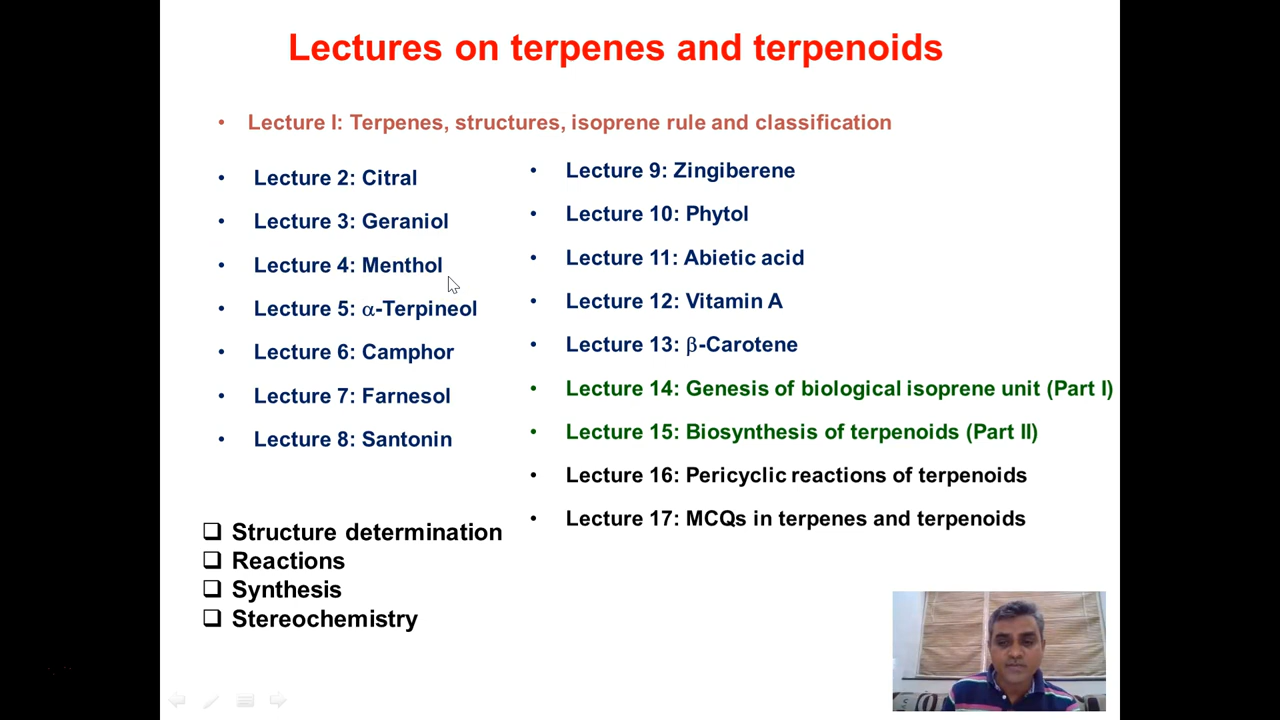 Lectures on terpenes and terpenoids
• Lecture I: Terpenes, structures, isoprene rule and classification
• Lecture 2: Citral
• Lecture 3: Geraniol
• Lecture 4: Menthol
• Lecture 5: α-Terpineol
• Lecture 6: Camphor
• Lecture 7: Farnesol
• Lecture 8: Santonin
• Lecture 9: Zingiberene
• Lecture 10: Phytol
• Lecture 11: Abietic acid
• Lecture 12: Vitamin A
• Lecture 13: β-Carotene
• Lecture 14: Genesis of biological isoprene unit (Part I)
• Lecture 15: Biosynthesis of terpenoids (Part II)
• Lecture 16: Pericyclic reactions of terpenoids
• Lecture 17: MCQs in terpenes and terpenoids
❑ Structure determination
❑ Reactions
❑ Synthesis
❑ Stereochemistry